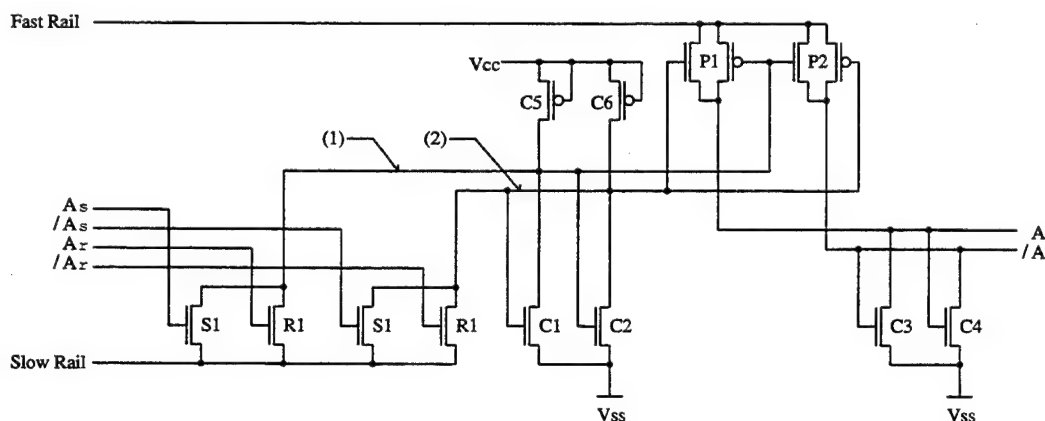 Fast Rail
Vcc
P1
P2
C5
C6
(1)
(2)
As
/As
Ar
/Ar
A
/A
S1
R1
S1
R1
C1
C2
C3
C4
Slow Rail
Vss
Vss